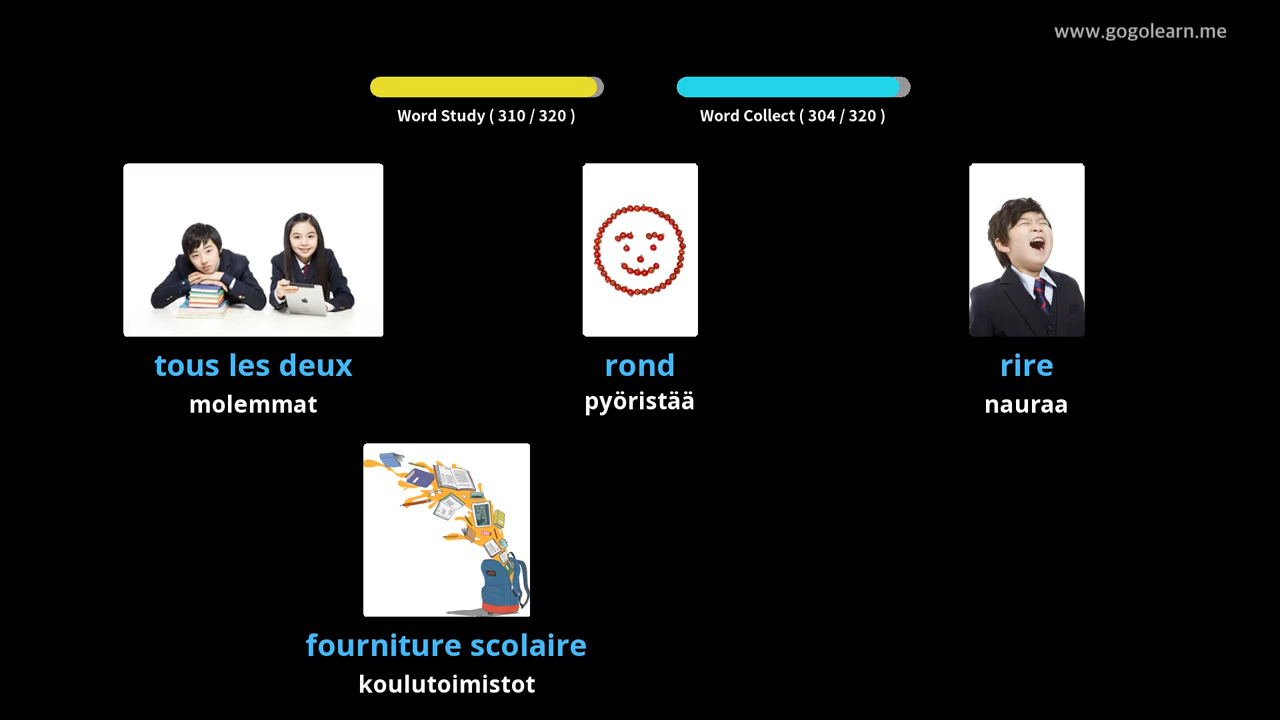 www.gogolearn.me
Word Study ( 310 / 320 )
Word Collect ( 304 / 320 )
tous les deux
molemmat
rond
pyöristää
rire
nauraa
fourniture scolaire
koulutoimistot